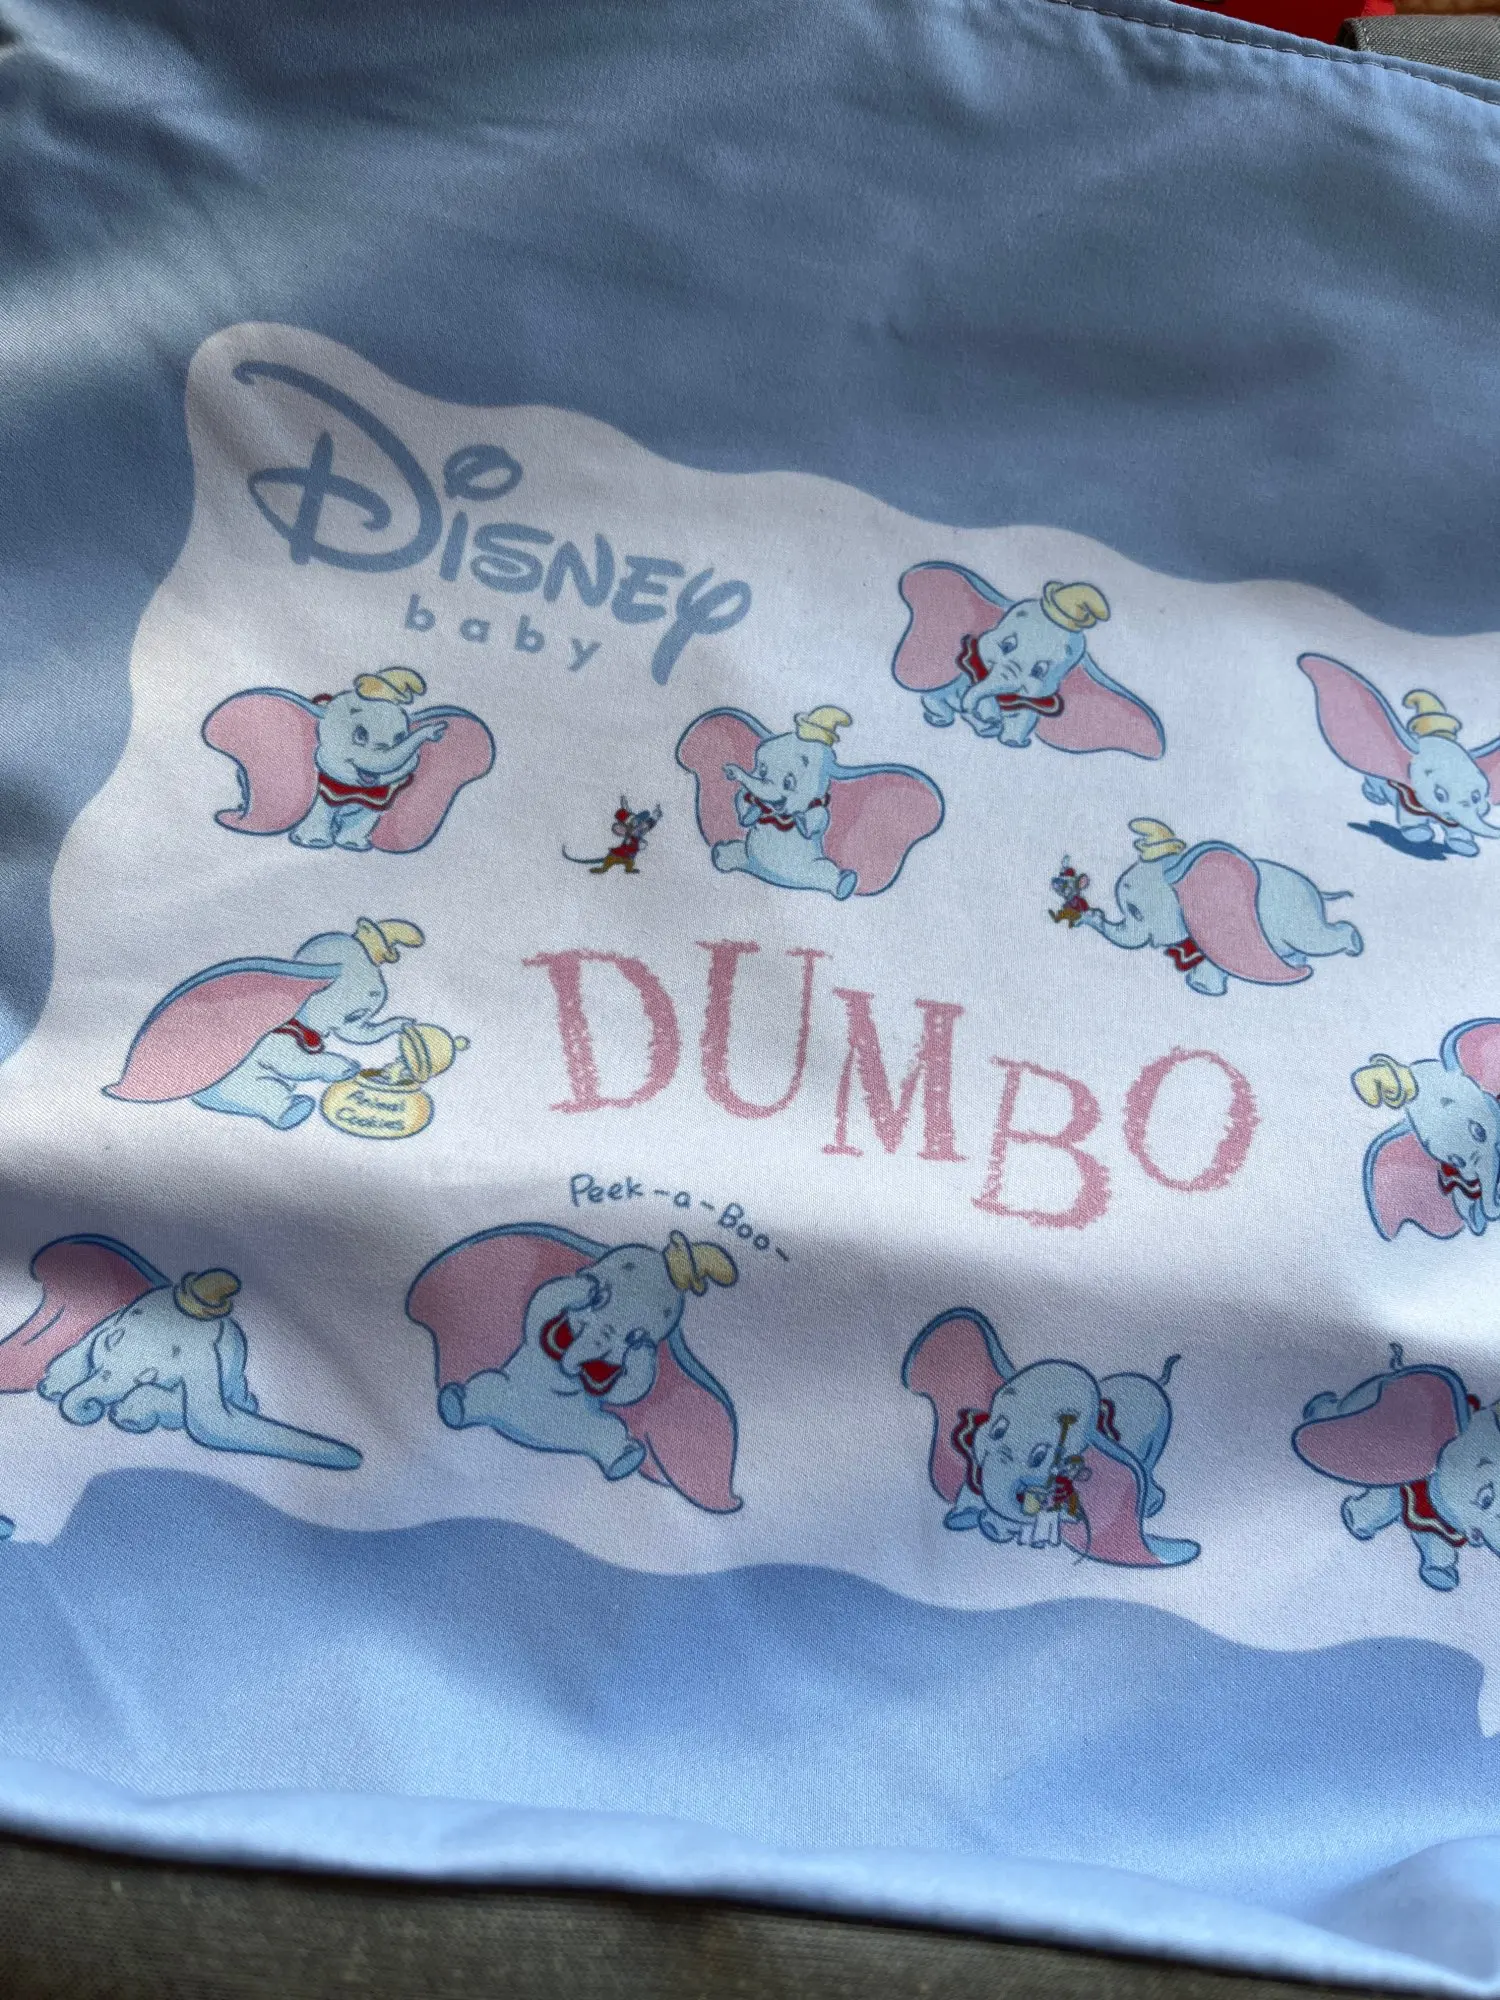 Disney
baby
DUMBO
Animal
Cookies
Peek-a-Boo-